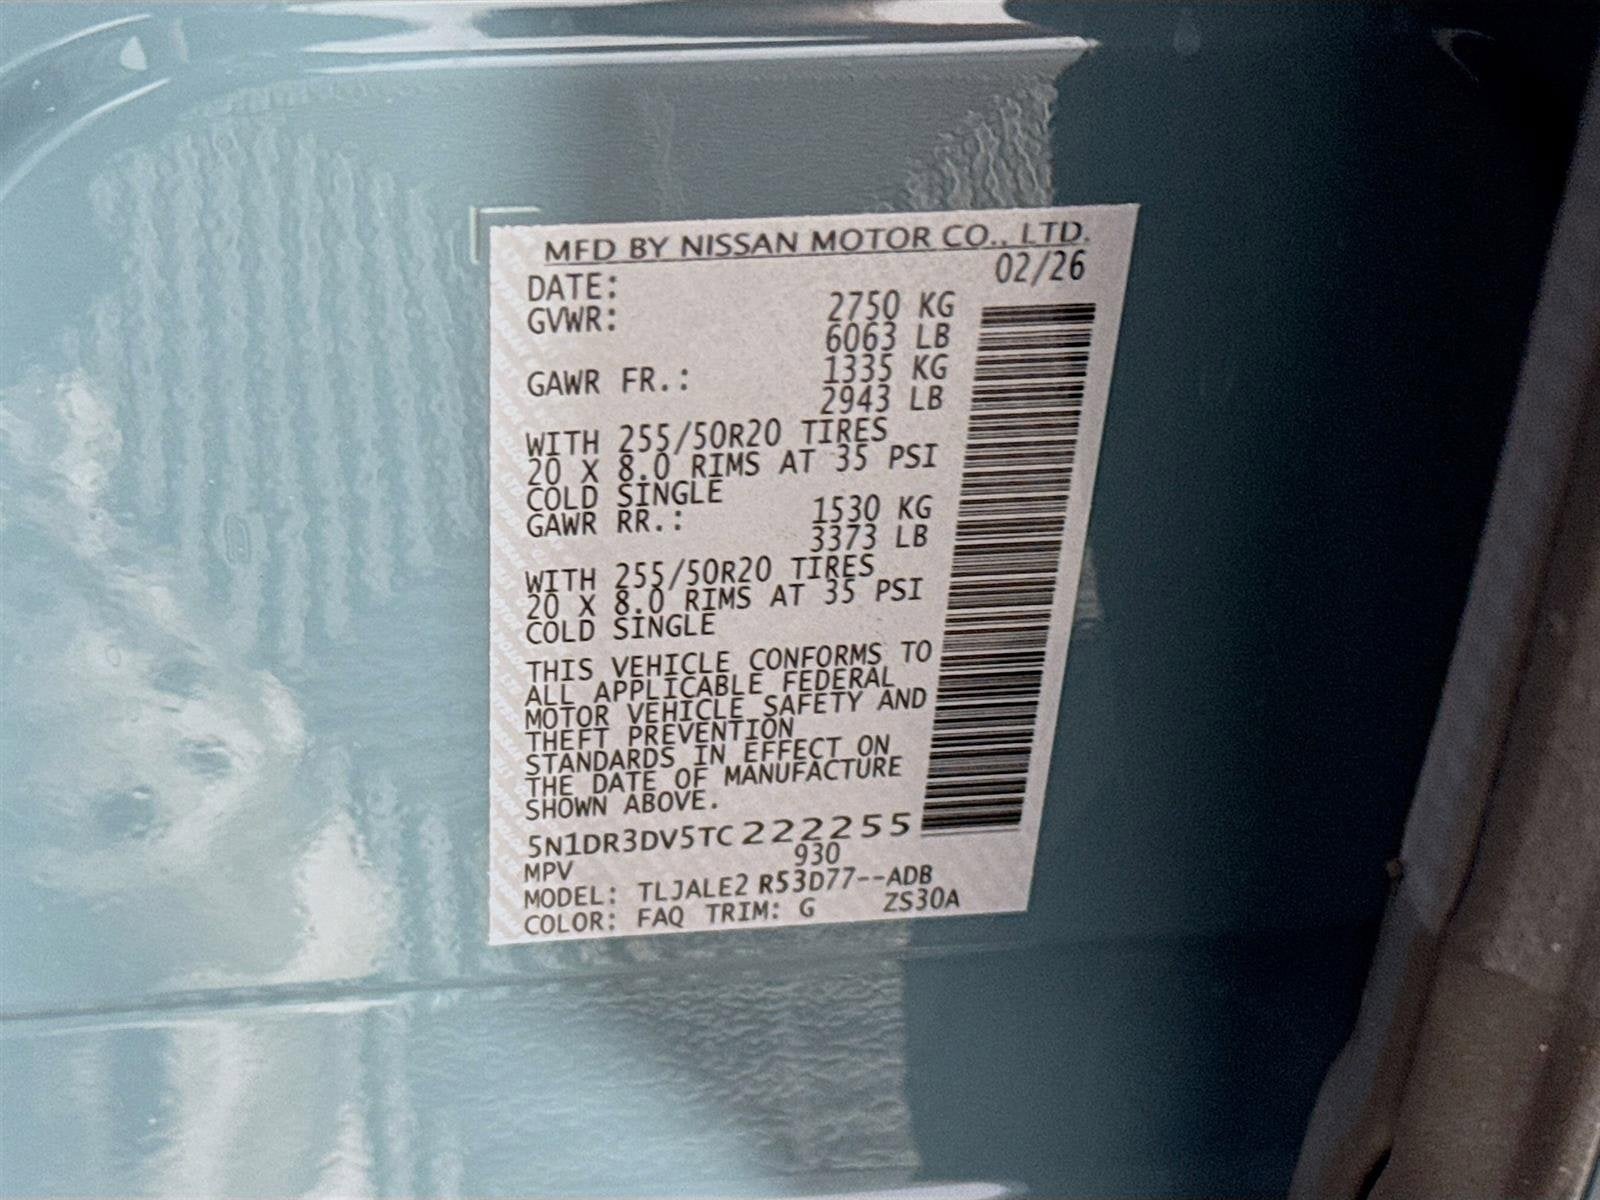 MFD BY NISSAN MOTOR CO., LTD.
DATE: 02/26
GVWR: 2750 KG
6063 LB
GAWR FR.: 1335 KG
2943 LB
WITH 255/50R20 TIRES
20 X 8.0 RIMS AT 35 PSI
COLD SINGLE
GAWR RR.: 1530 KG
3373 LB
WITH 255/50R20 TIRES
20 X 8.0 RIMS AT 35 PSI
COLD SINGLE
THIS VEHICLE CONFORMS TO
ALL APPLICABLE FEDERAL
MOTOR VEHICLE SAFETY AND
THEFT PREVENTION
STANDARDS IN EFFECT ON
THE DATE OF MANUFACTURE
SHOWN ABOVE.
5N1DR3DV5TC222255
MPV 930
MODEL: TLJALE2 R53D77--ADB
COLOR: FAQ TRIM: G ZS30A